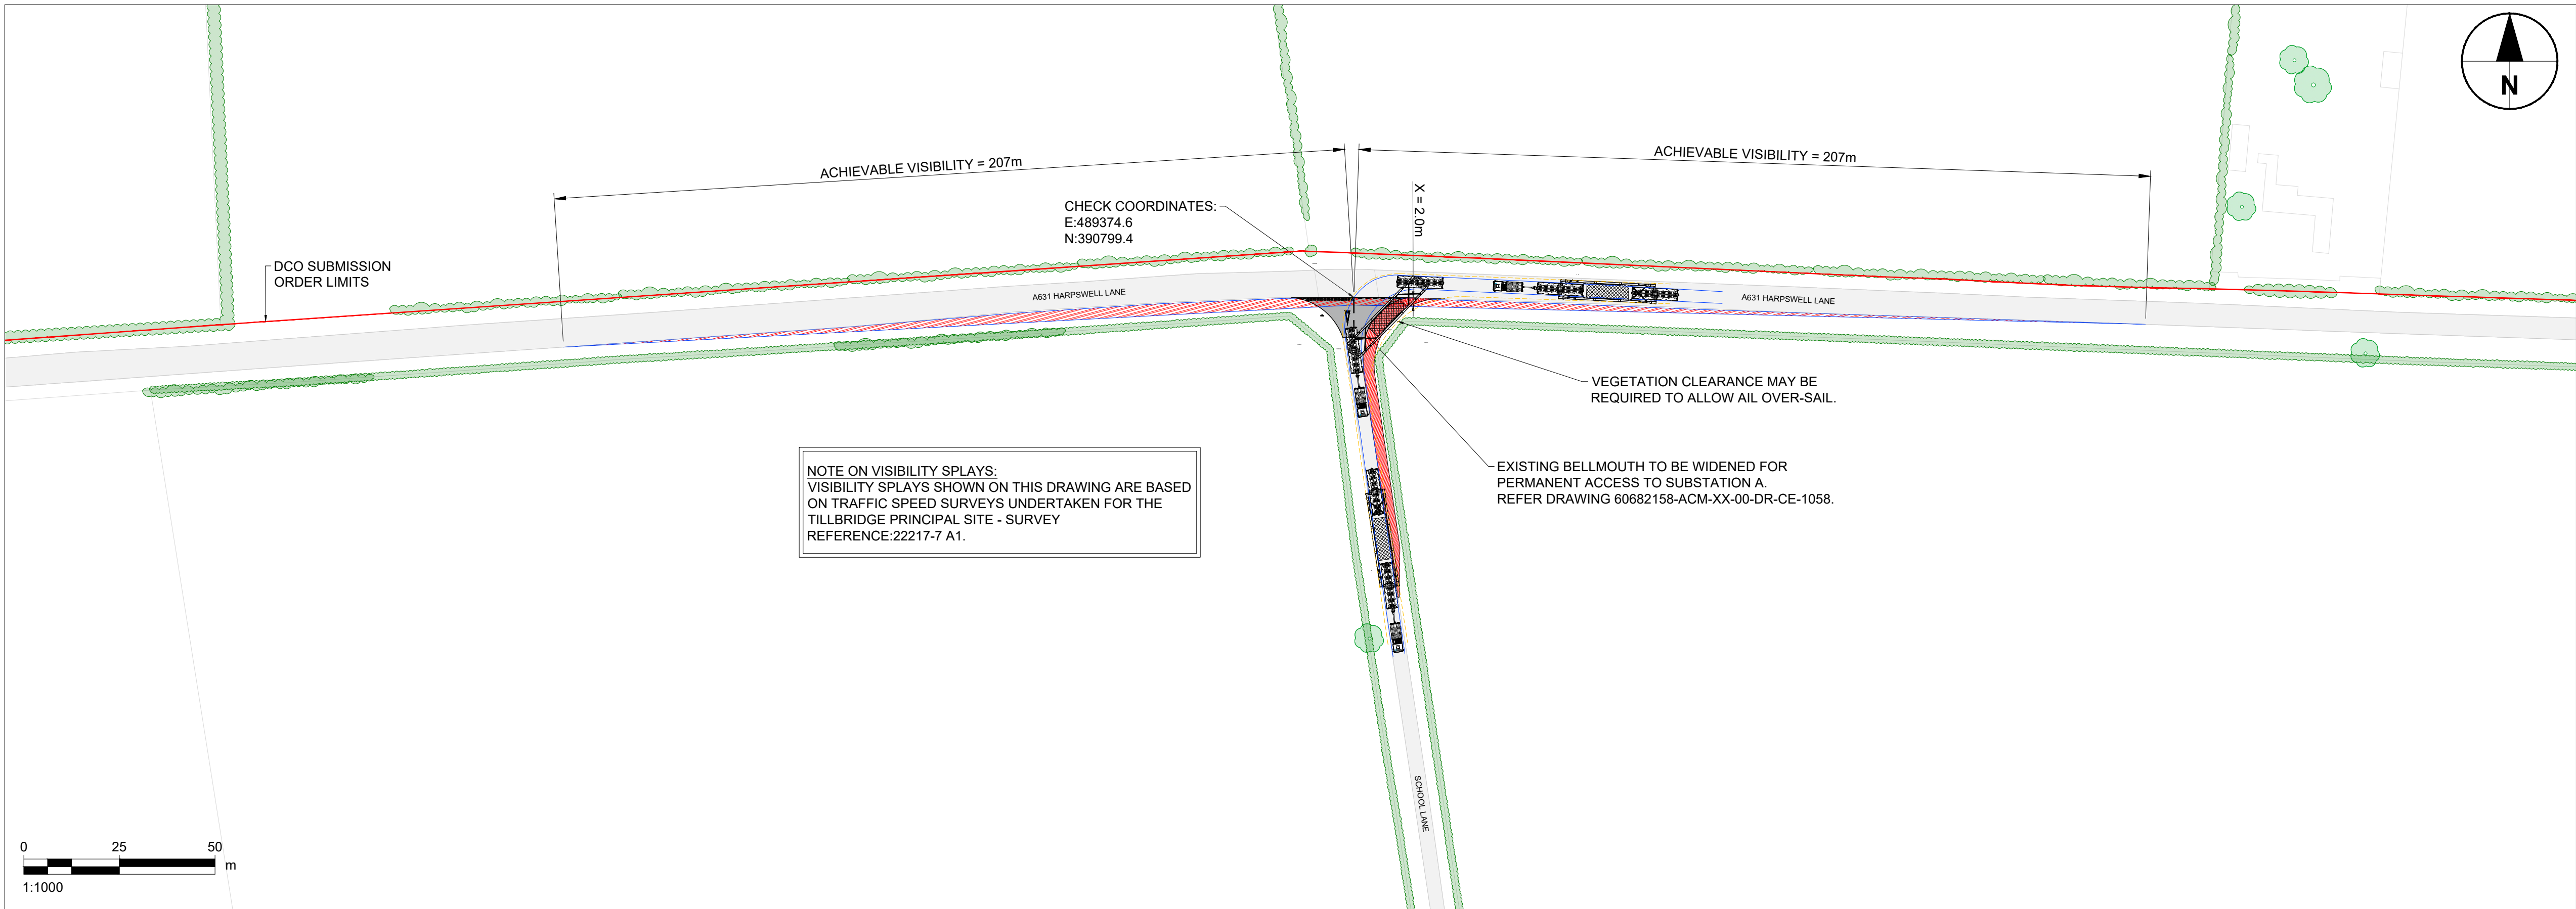 N
ACHIEVABLE VISIBILITY = 207m
ACHIEVABLE VISIBILITY = 207m
X = 2.0m
CHECK COORDINATES:
E:489374.6
N:390799.4
DCO SUBMISSION
ORDER LIMITS
A631 HARPSWELL LANE
A631 HARPSWELL LANE
VEGETATION CLEARANCE MAY BE
REQUIRED TO ALLOW AIL OVER-SAIL.
EXISTING BELLMOUTH TO BE WIDENED FOR
PERMANENT ACCESS TO SUBSTATION A.
REFER DRAWING 60682158-ACM-XX-00-DR-CE-1058.
NOTE ON VISIBILITY SPLAYS:
VISIBILITY SPLAYS SHOWN ON THIS DRAWING ARE BASED
ON TRAFFIC SPEED SURVEYS UNDERTAKEN FOR THE
TILLBRIDGE PRINCIPAL SITE - SURVEY
REFERENCE:22217-7 A1.
SCHOOL LANE
0 25 50
m
1:1000